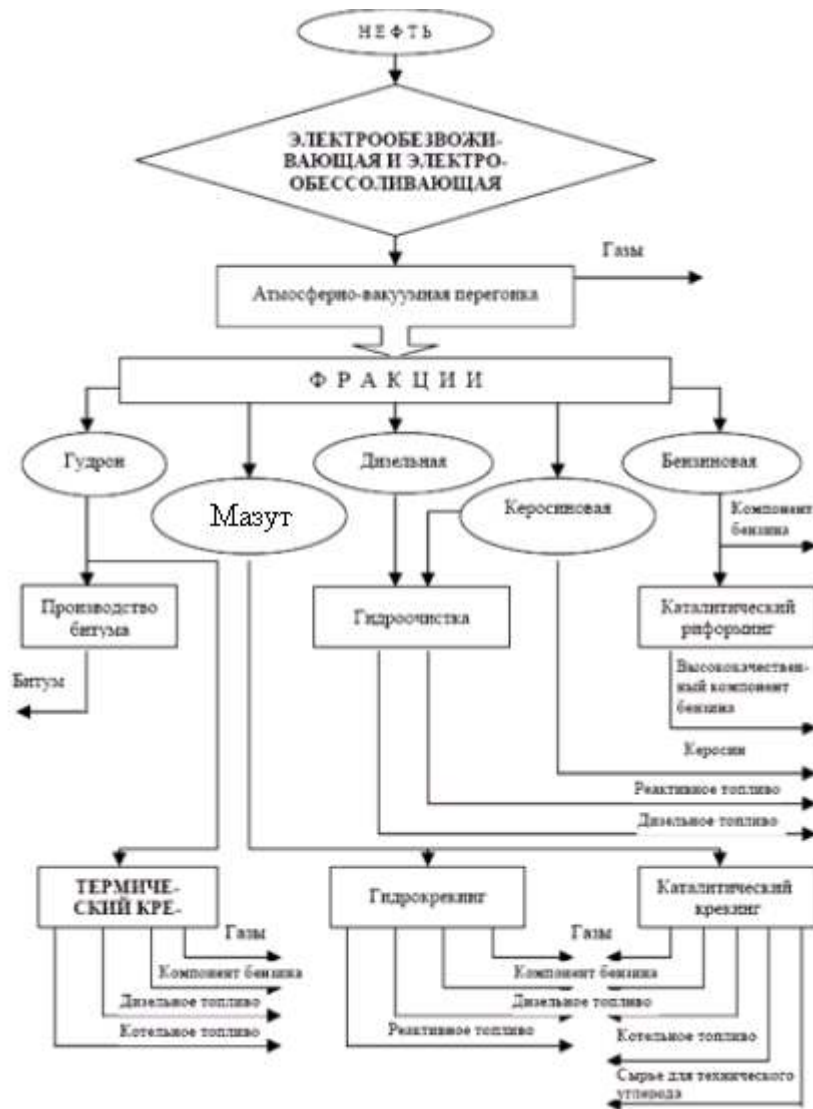 НЕФТЬ
ЭЛЕКТРООБЕЗВОЖИ-
ВАЮЩАЯ И ЭЛЕКТРО-
ОБЕССОЛИВАЮЩАЯ
Газы
Атмосферно-вакуумная перегонка
ФРАКЦИИ
Гудрон
Мазут
Дизельная
Керосиновая
Бензиновая
Компонент
бензина
Производство
битума
Гидроочистка
Каталитический
риформинг
Битум
Высококачествен-
ный компонент
бензина
Керосин
Реактивное топливо
Дизельное топливо
ТЕРМИЧЕ-
СКИЙ КРЕ-
Гидрокрекинг
Каталитический
крекинг
Газы
Компонент бензина
Дизельное топливо
Котельное топливо
Газы
Компонент бензина
Дизельное топливо
Реактивное топливо
Котельное топливо
Сырье для технического
углерода